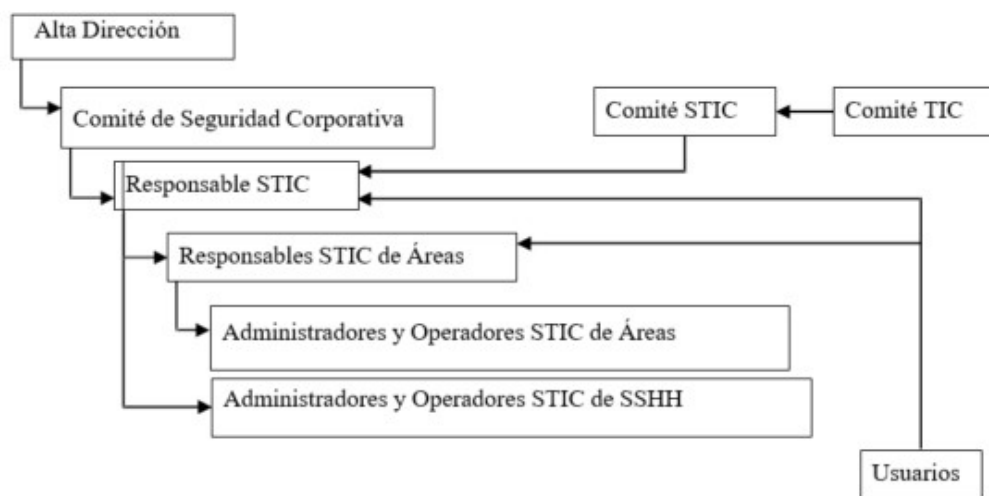 Alta Dirección
Comité de Seguridad Corporativa
Comité STIC
Comité TIC
Responsable STIC
Responsables STIC de Áreas
Administradores y Operadores STIC de Áreas
Administradores y Operadores STIC de SSHH
Usuarios